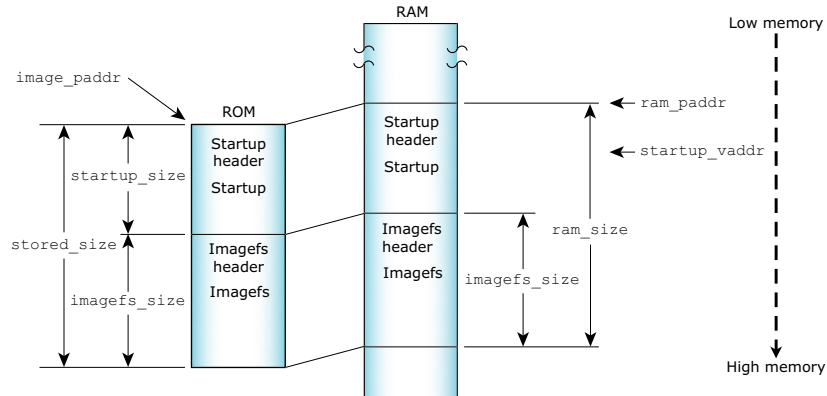 RAM
Low memory
image_paddr
ROM
ram_paddr
Startup
header
Startup
startup_vaddr
Startup
header
Startup
startup_size
stored_size
Imagefs
header
Imagefs
ram_size
Imagefs
header
Imagefs
imagefs_size
imagefs_size
High memory